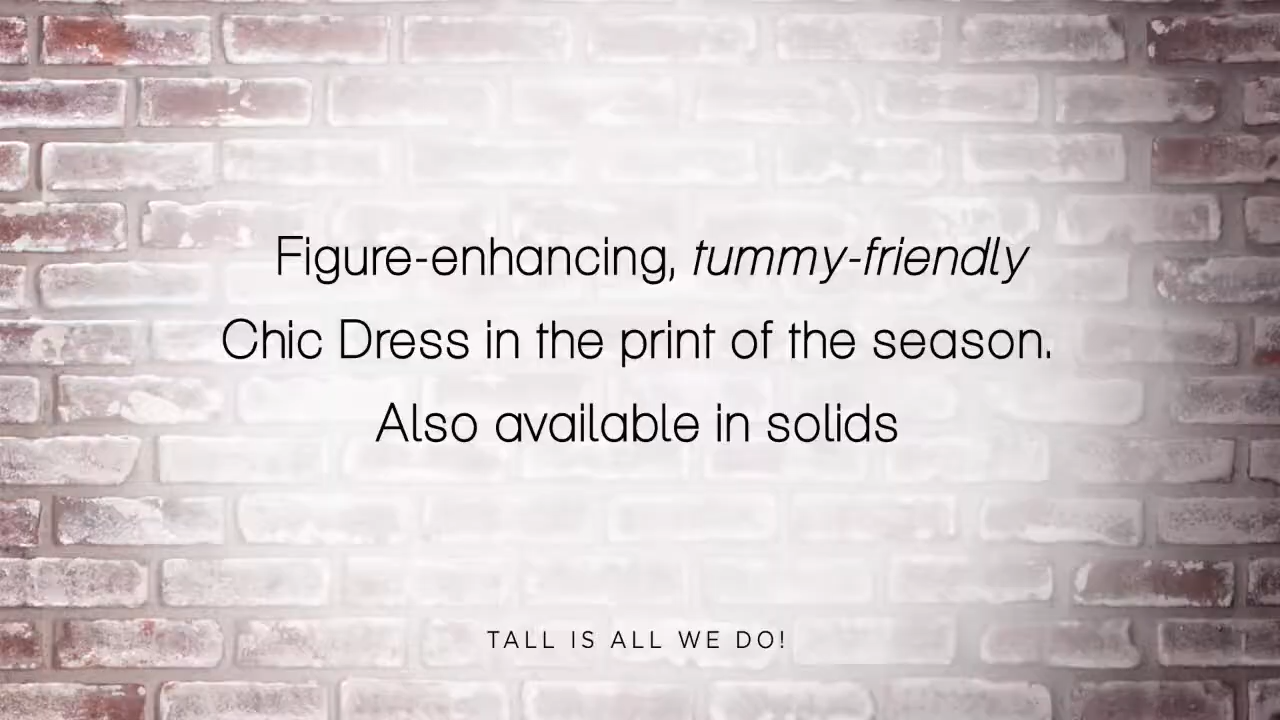 Figure-enhancing, tummy-friendly
Chic Dress in the print of the season.
Also available in solids
TALL IS ALL WE DO!